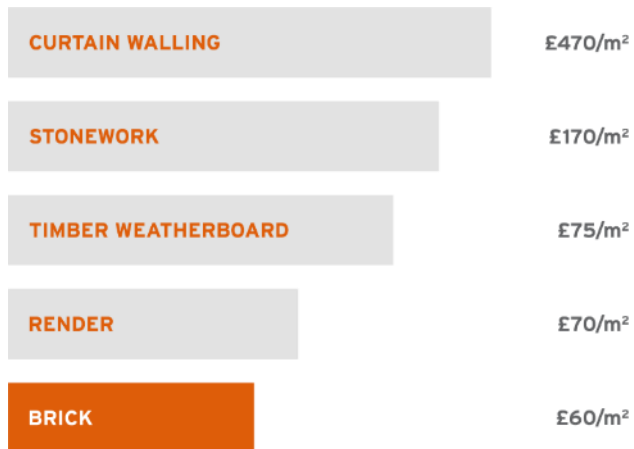 CURTAIN WALLING £470/m²
STONEWORK £170/m²
TIMBER WEATHERBOARD £75/m²
RENDER £70/m²
BRICK £60/m²